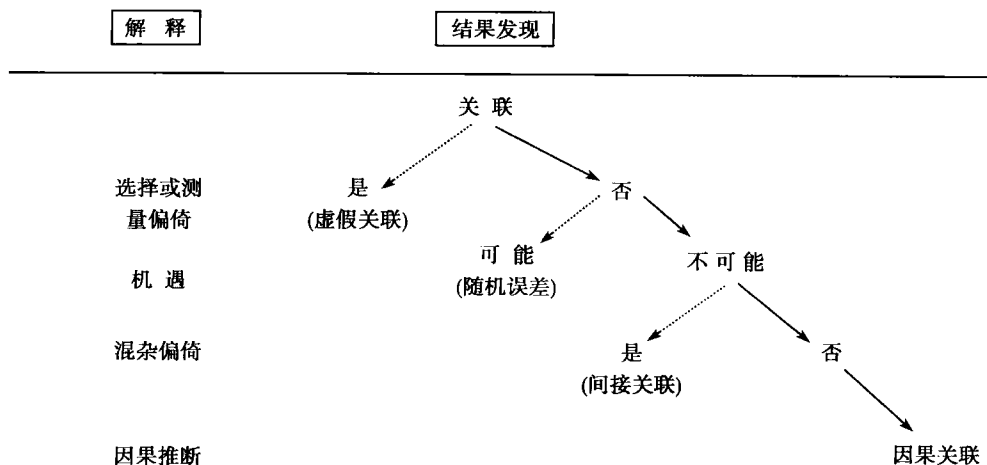 解 释 结果发现
关 联
选择或测 是 否
量偏倚 (虚假关联)
可 能 不 可 能
机 遇 (随机误差)
混杂偏倚 是 否
(间接关联)
因果推断 因果关联